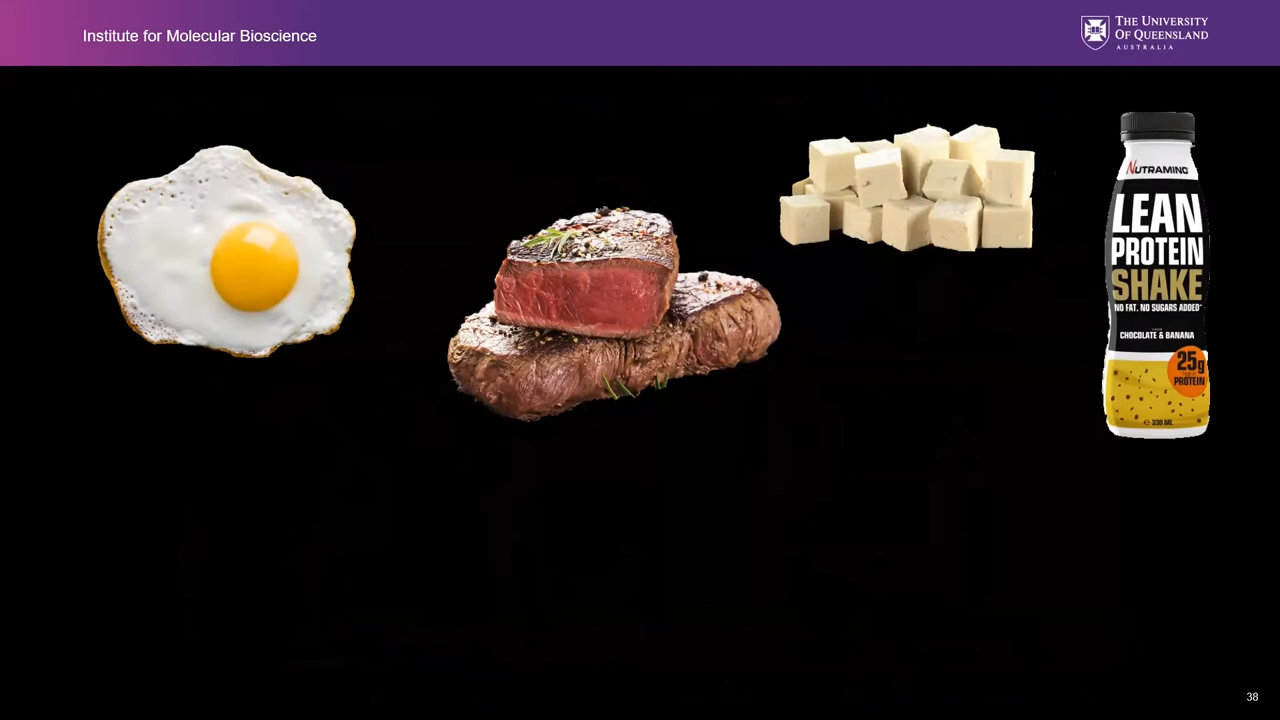 Institute for Molecular Bioscience
THE UNIVERSITY
OF QUEENSLAND
AUSTRALIA
NUTRAMINO
LEAN
PROTEIN
SHAKE
NO FAT. NO SUGARS ADDED*
CHOCOLATE & BANANA
25g
PROTEIN
℮ 330 ML
38